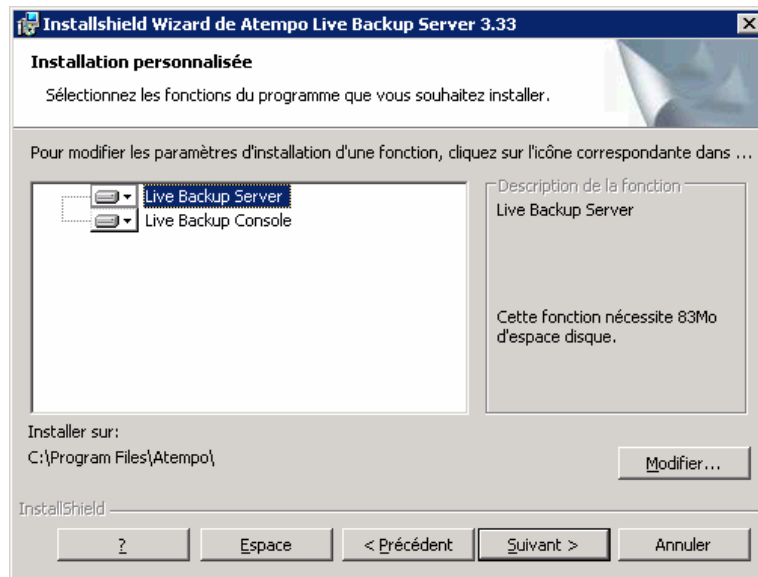 Installshield Wizard de Atempo Live Backup Server 3.33
Installation personnalisée
Sélectionnez les fonctions du programme que vous souhaitez installer.
Pour modifier les paramètres d'installation d'une fonction, cliquez sur l'icône correspondante dans ...
Live Backup Server
Live Backup Console
Description de la fonction
Live Backup Server
Cette fonction nécessite 83Mo
d'espace disque.
Installer sur:
C:\Program Files\Atempo\
Modifier...
InstallShield
?
Espace
< Précédent
Suivant >
Annuler